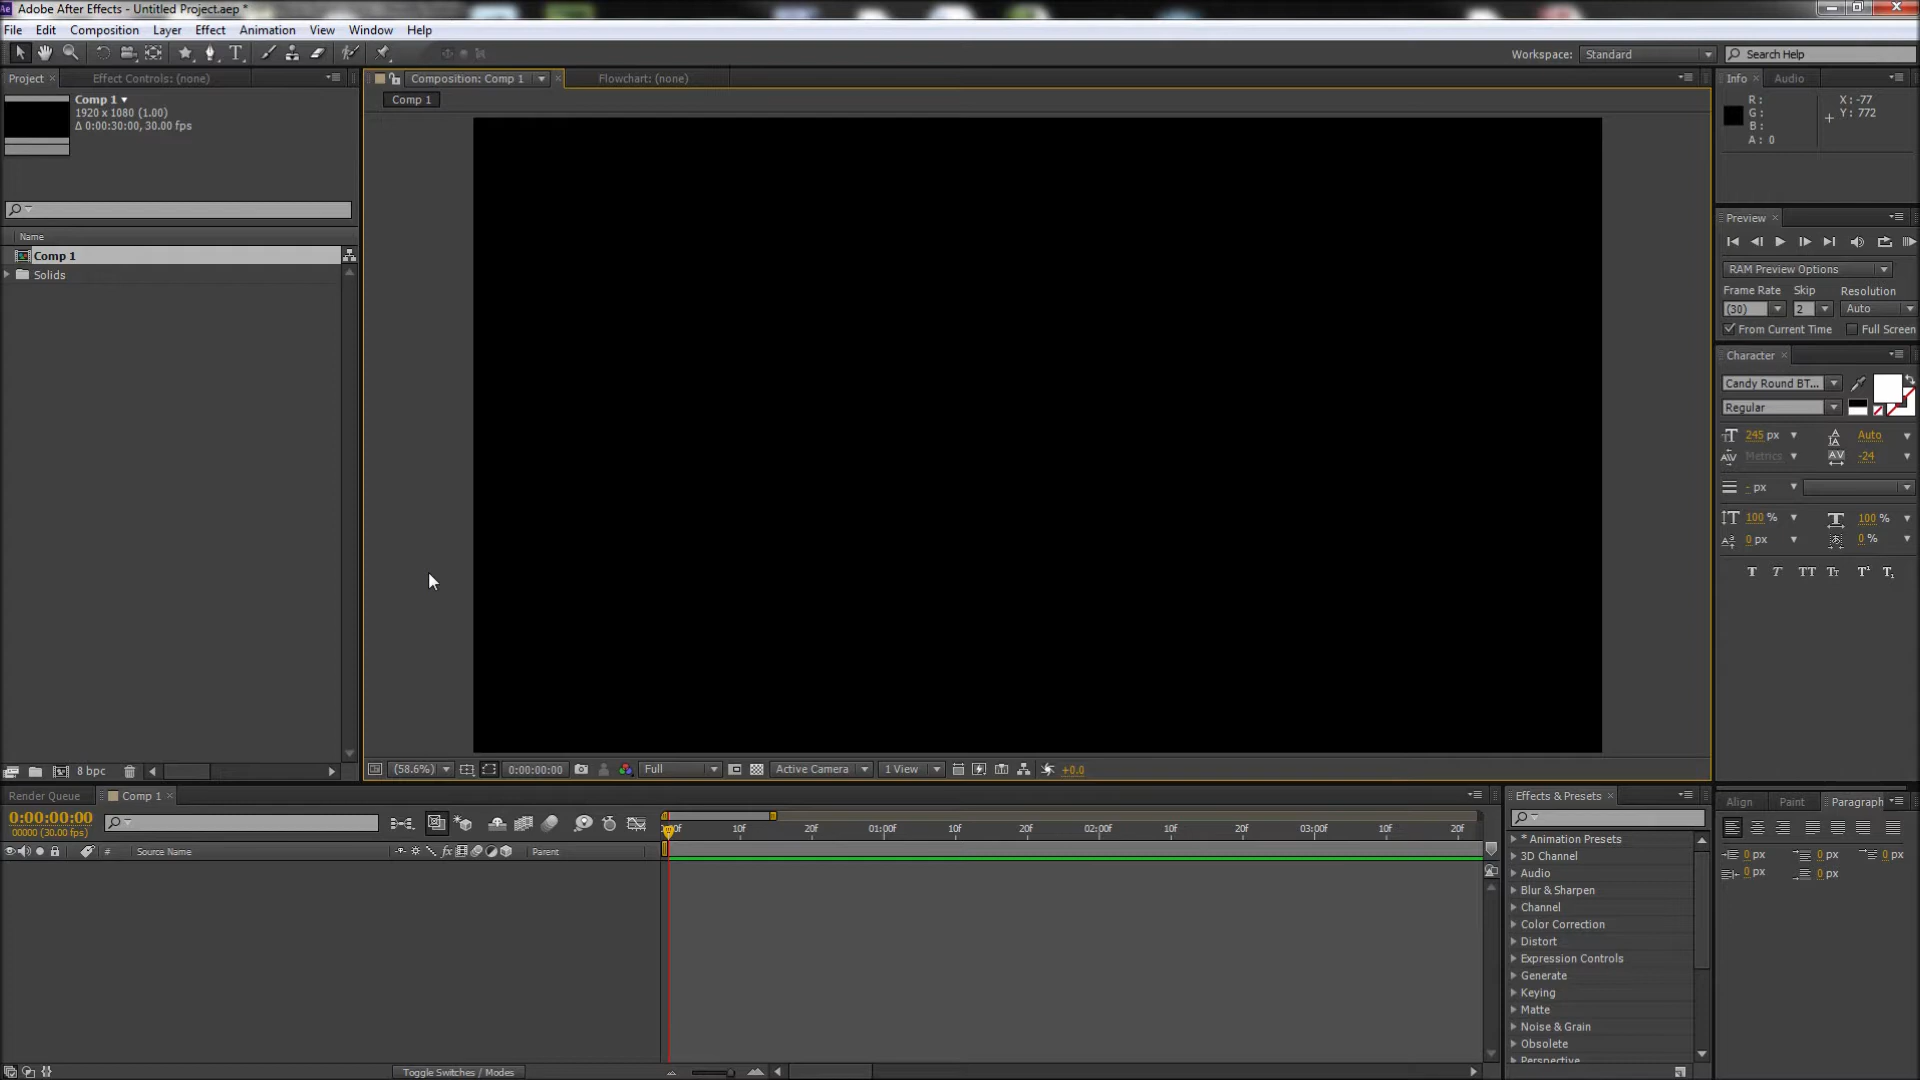 Adobe After Effects - Untitled Project.aep *
File Edit Composition Layer Effect Animation View Window Help
Workspace: Standard Search Help
Project Effect Controls: (none) Composition: Comp 1 Flowchart: (none) Info Audio
Comp 1
1920 x 1080 (1.00)
Δ 0:00:30:00, 30.00 fps
Comp 1
R:
G:
B:
A: 0
X: -77
Y: 772
Name
Comp 1
Solids
Preview
RAM Preview Options
Frame Rate Skip Resolution
(30) 2 Auto
From Current Time Full Screen
Character
Candy Round BT...
Regular
245 px Auto
Metrics -24
- px
100 % 100 %
0 px 0 %
8 bpc
(58.6%) 0:00:00:00 Full Active Camera 1 View +0.0
Render Queue Comp 1
0:00:00:00
00000 (30.00 fps)
10f 20f 01:00f 10f 20f 02:00f 10f 20f 03:00f 10f 20f
# Source Name Parent
Toggle Switches / Modes
Effects & Presets
* Animation Presets
3D Channel
Audio
Blur & Sharpen
Channel
Color Correction
Distort
Expression Controls
Generate
Keying
Matte
Noise & Grain
Obsolete
Perspective
Align Paint Paragraph
0 px 0 px 0 px
0 px 0 px